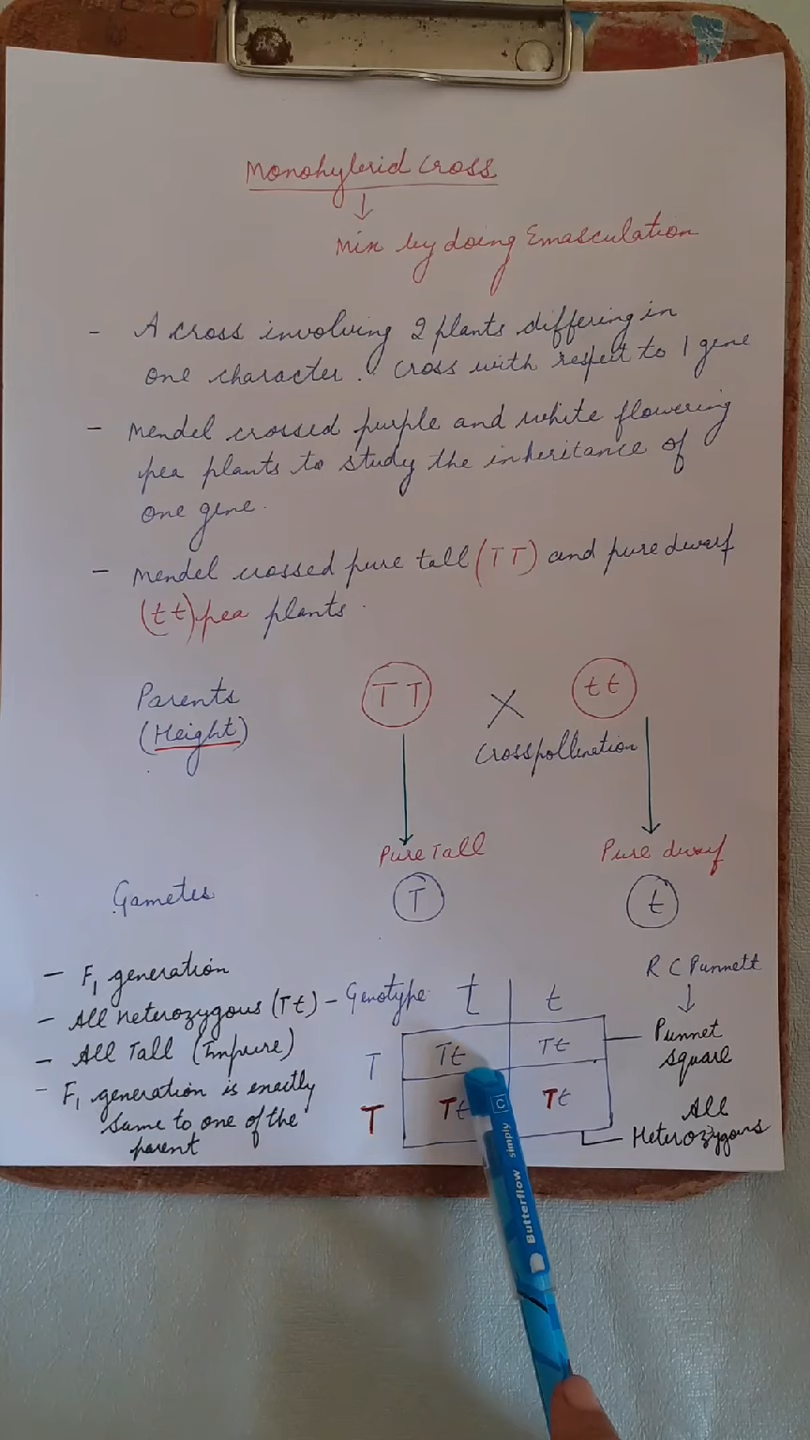 Monohybrid Cross
↓
Mix by doing Emasculation
- A cross involving 2 plants differing in
one character. Cross with respect to 1 gene
- Mendel crossed purple and white flowering
pea plants to study the inheritance of
one gene.
- Mendel crossed pure tall (TT) and pure dwarf
(tt) pea plants.
Parents
(Height)
TT
X
tt
Crosspollenation
Pure Tall
Pure dwarf
Gametes
T
t
- F1 generation
- All Heterozygous (Tt) - Genotype
- All Tall (Impure)
- F1 generation is exactly
same to one of the
parent
t t
T Tt Tt
T Tt Tt
R C Punnett
↓
Punnet
square
All
Heterozygous
Butterflow simply
C